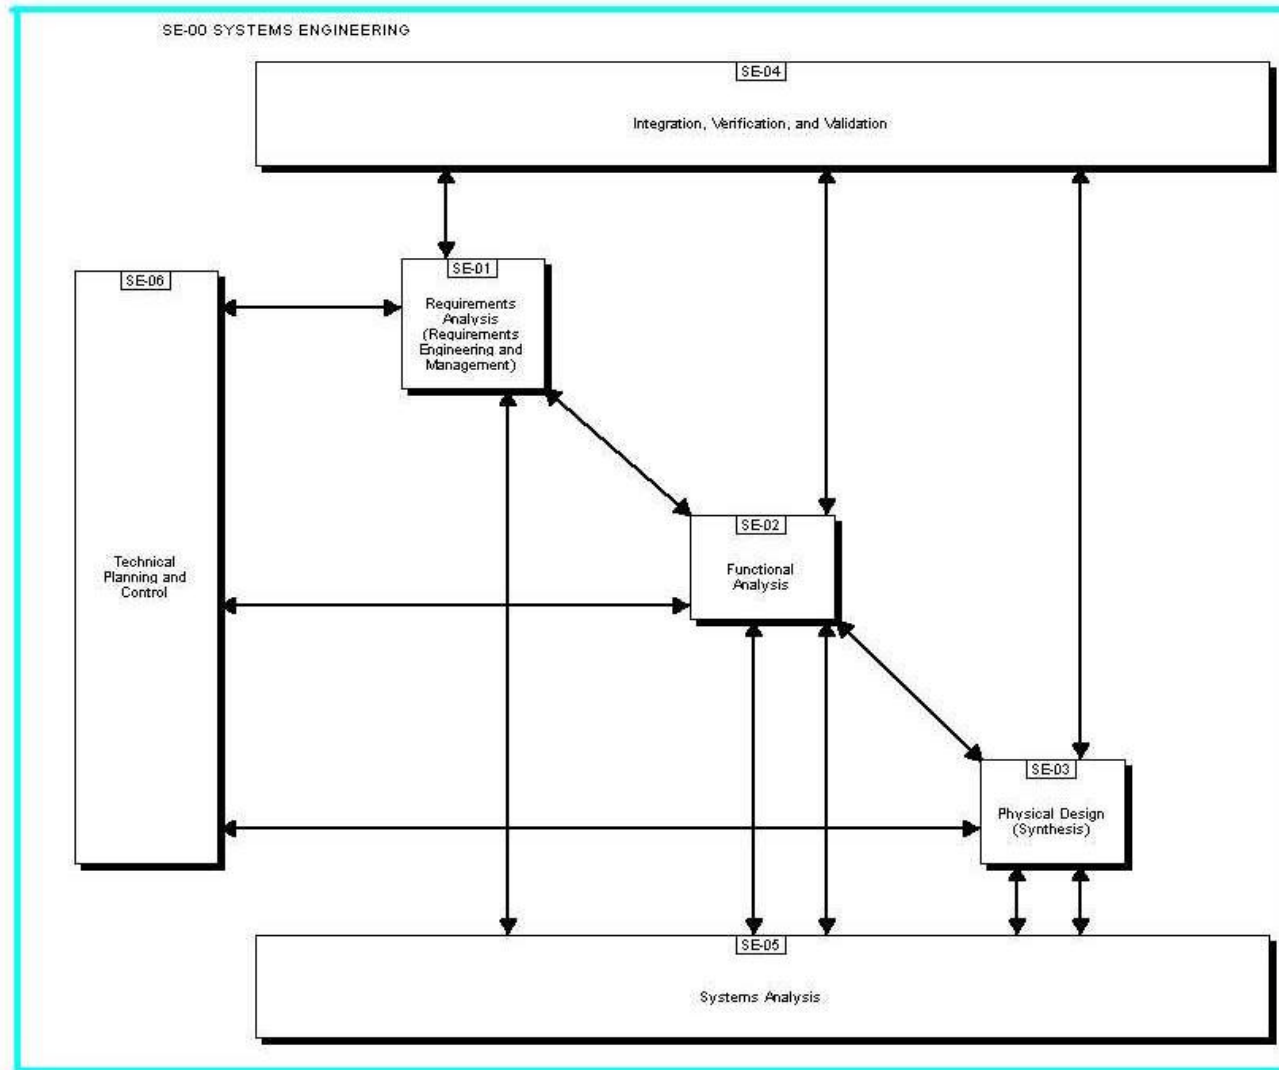 SE-00 SYSTEMS ENGINEERING
SE-04
Integration, Verification, and Validation
SE-06
Technical
Planning and
Control
SE-01
Requirements
Analysis
(Requirements
Engineering and
Management)
SE-02
Functional
Analysis
SE-03
Physical Design
(Synthesis)
SE-05
Systems Analysis